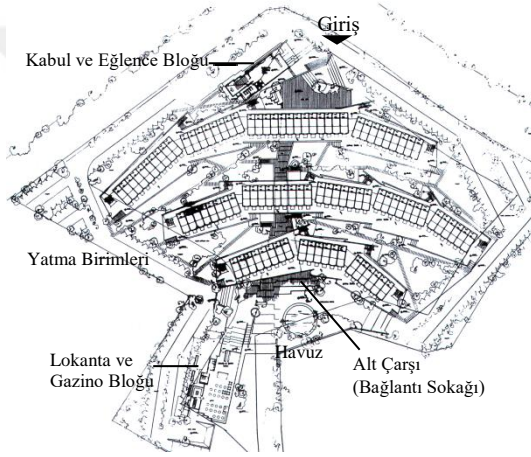 Giriş
Kabul ve Eğlence Bloğu
Yatma Birimleri
Havuz
Lokanta ve
Gazino Bloğu
Alt Çarşı
(Bağlantı Sokağı)